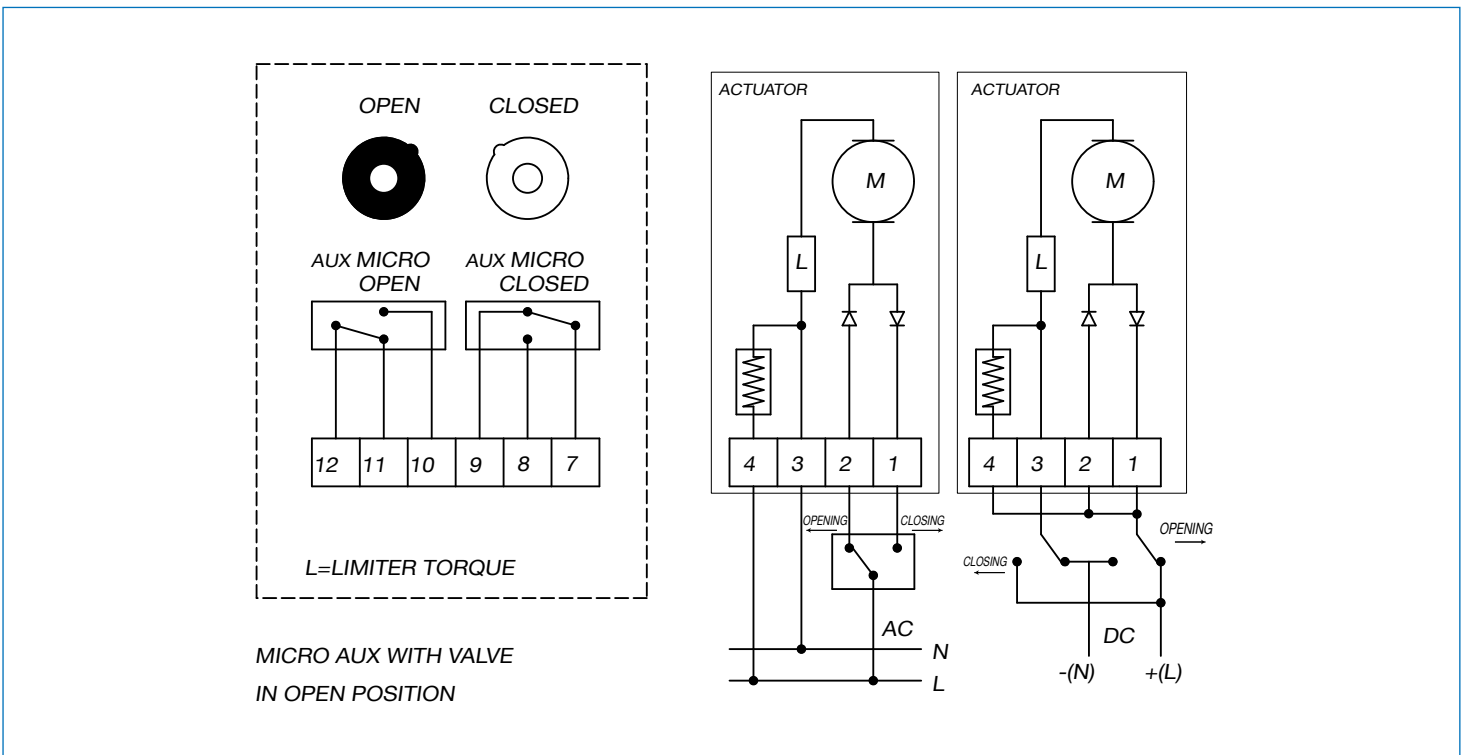 OPEN CLOSED
AUX MICRO OPEN
AUX MICRO CLOSED
12 11 10 9 8 7
L=LIMITER TORQUE
MICRO AUX WITH VALVE
IN OPEN POSITION
ACTUATOR
M
L
4 3 2 1
OPENING CLOSING
AC
N
L
ACTUATOR
M
L
4 3 2 1
OPENING
CLOSING
DC
-(N) +(L)